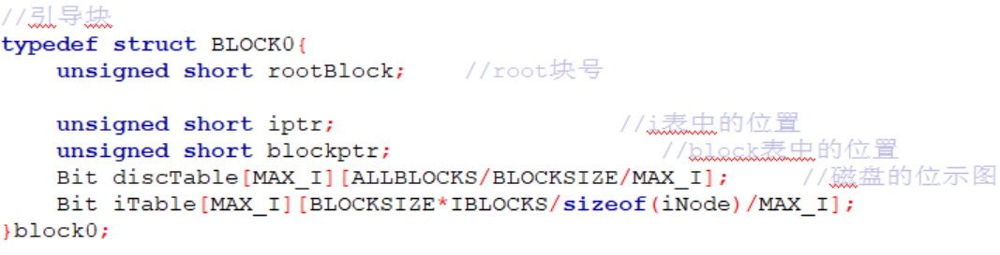 //引导块
typedef struct BLOCK0{
    unsigned short rootBlock;    //root块号
    unsigned short iptr;    //i表中的位置
    unsigned short blockptr;    //block表中的位置
    Bit discTable[MAX_I][ALLBLOCKS/BLOCKSIZE/MAX_I];    //磁盘的位示图
    Bit iTable[MAX_I][BLOCKSIZE*IBLOCKS/sizeof(iNode)/MAX_I];
}block0;